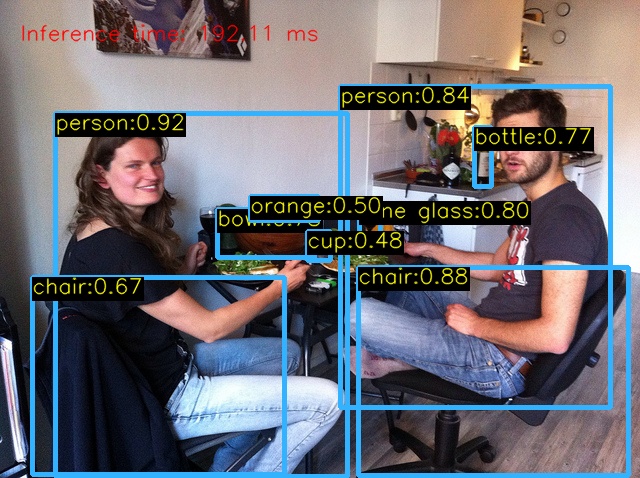 Inference time: 192.11 ms
person:0.84
person:0.92
bottle:0.77
orange:0.50
ne glass:0.80
cup:0.48
chair:0.88
chair:0.67